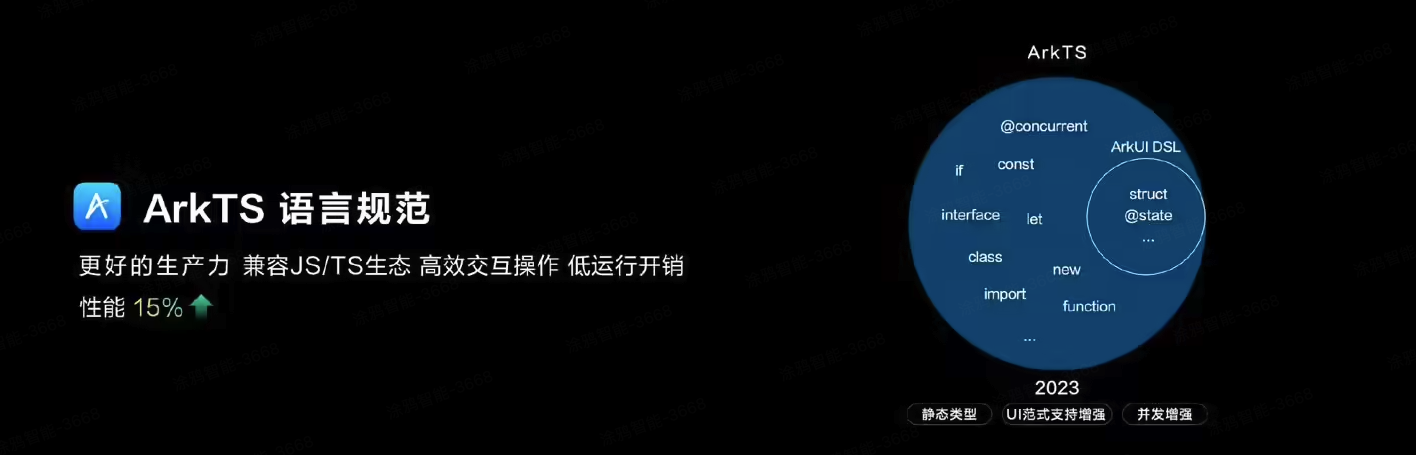 ArkTS 语言规范
更好的生产力 兼容JS/TS生态 高效交互操作 低运行开销
性能 15%
ArkTS
@concurrent
if
const
interface
let
class
new
import
function
...
ArkUI DSL
struct
@state
...
2023
静态类型
UI范式支持增强
并发增强